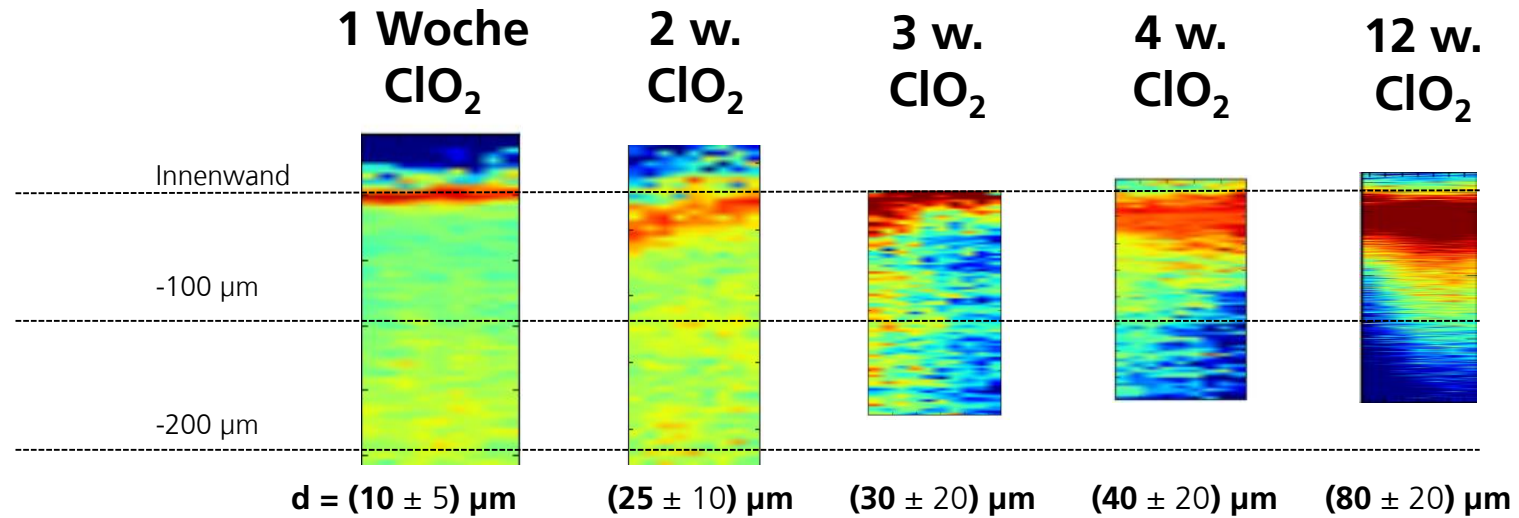 1 Woche ClO₂
2 w. ClO₂
3 w. ClO₂
4 w. ClO₂
12 w. ClO₂
Innenwand
-100 µm
-200 µm
d = (10 ± 5) µm
(25 ± 10) µm
(30 ± 20) µm
(40 ± 20) µm
(80 ± 20) µm